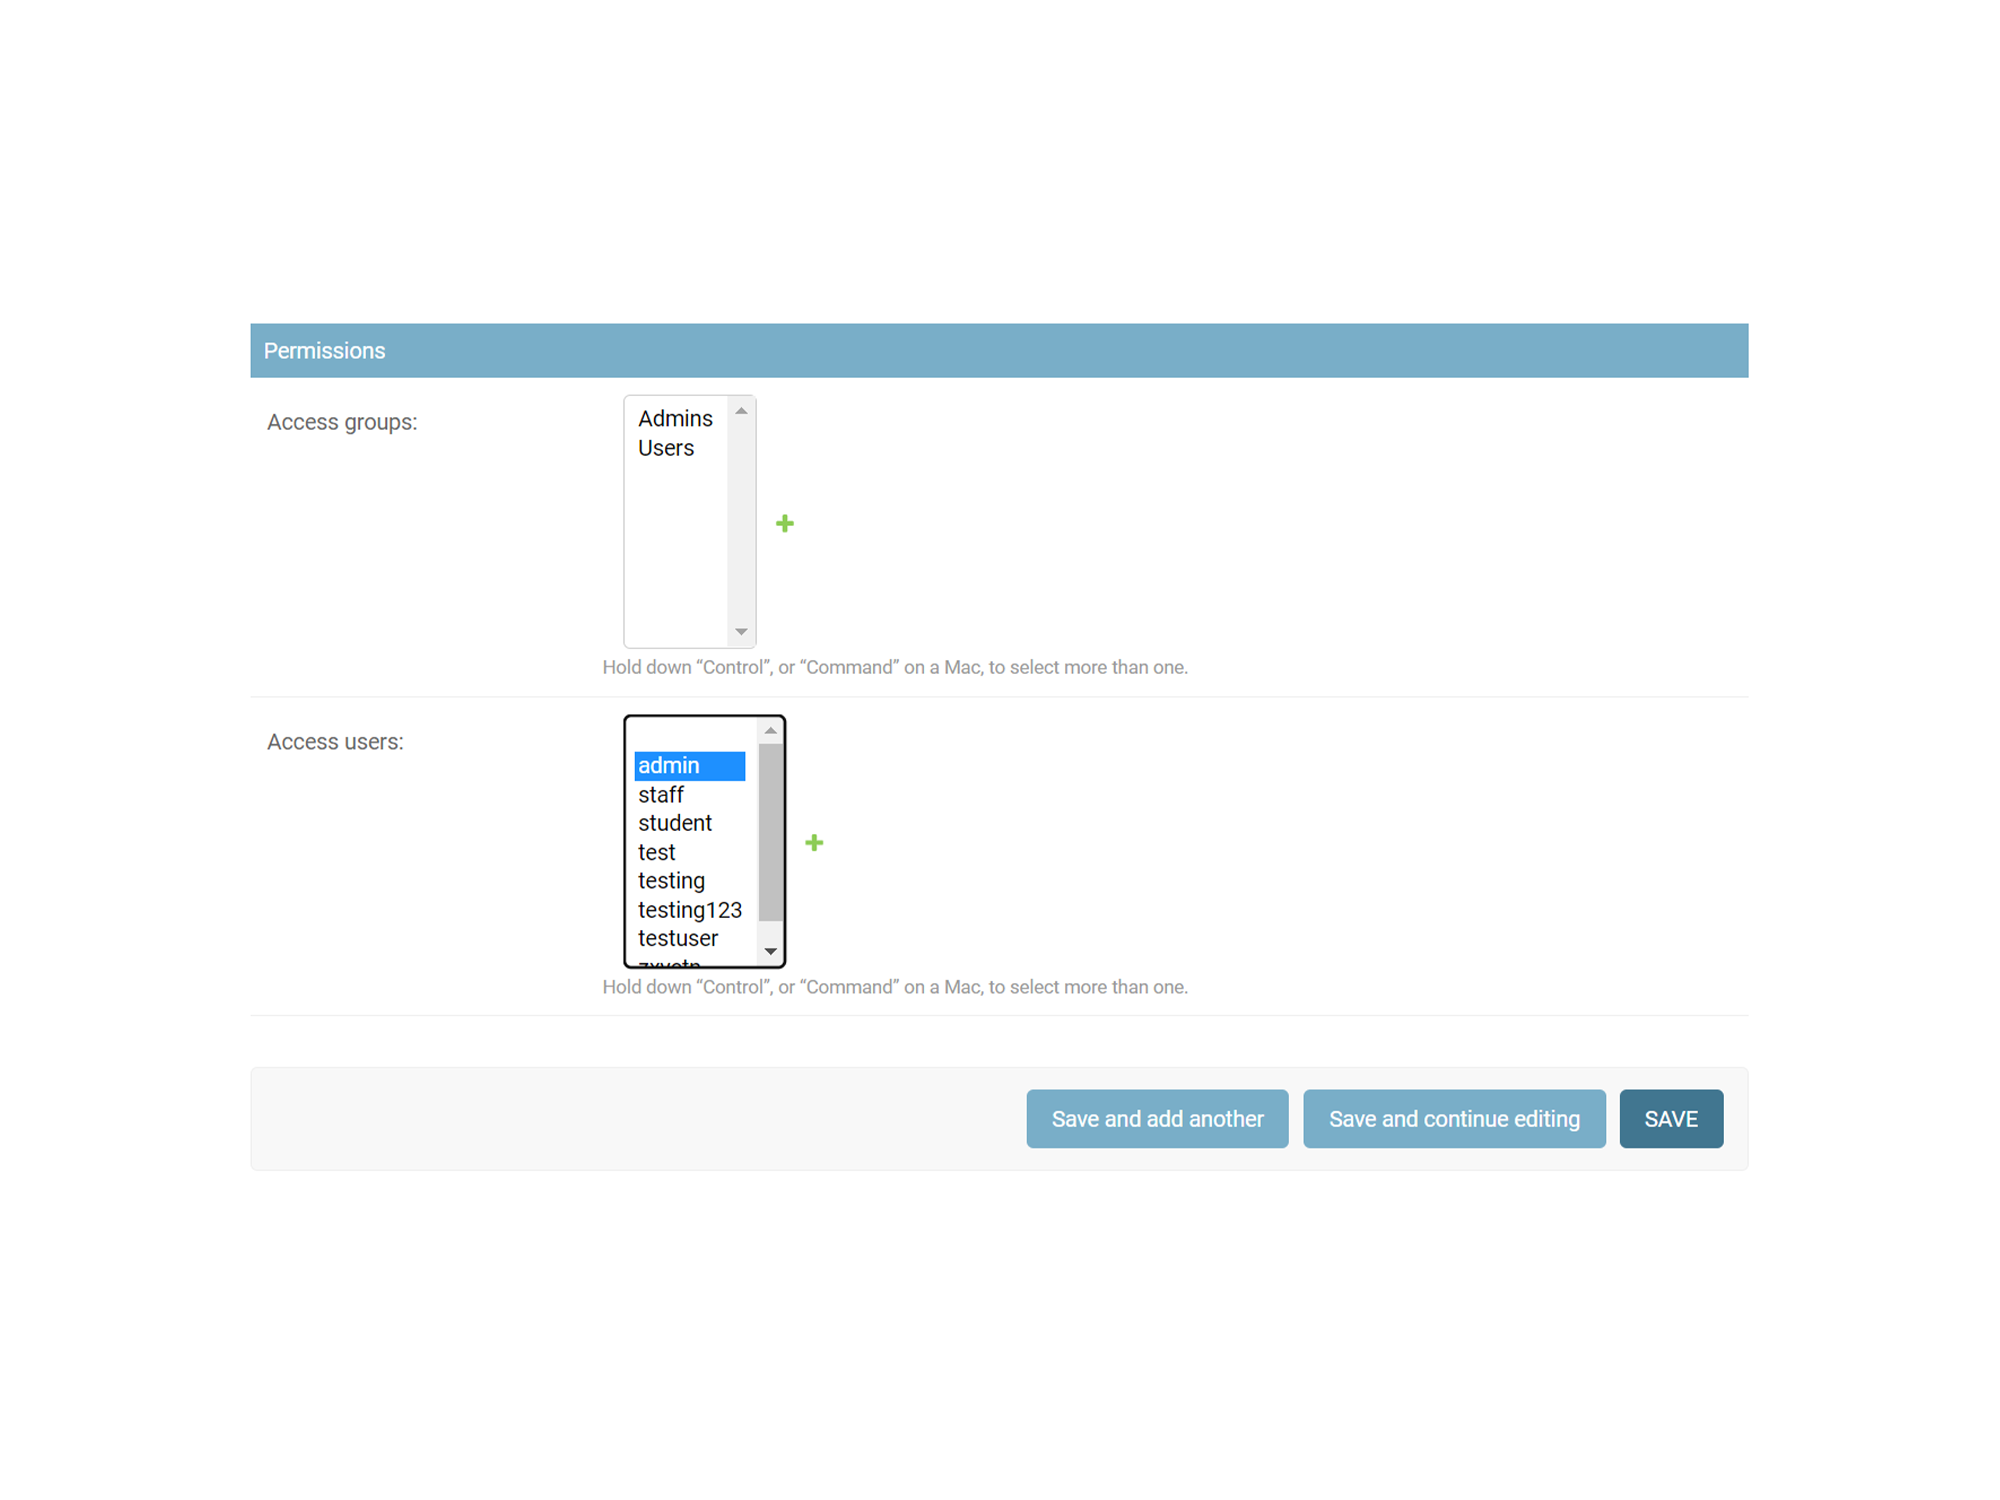 Permissions
Access groups:
Admins
Users
Hold down “Control”, or “Command” on a Mac, to select more than one.
Access users:
admin
staff
student
test
testing
testing123
testuser
Hold down “Control”, or “Command” on a Mac, to select more than one.
Save and add another
Save and continue editing
SAVE